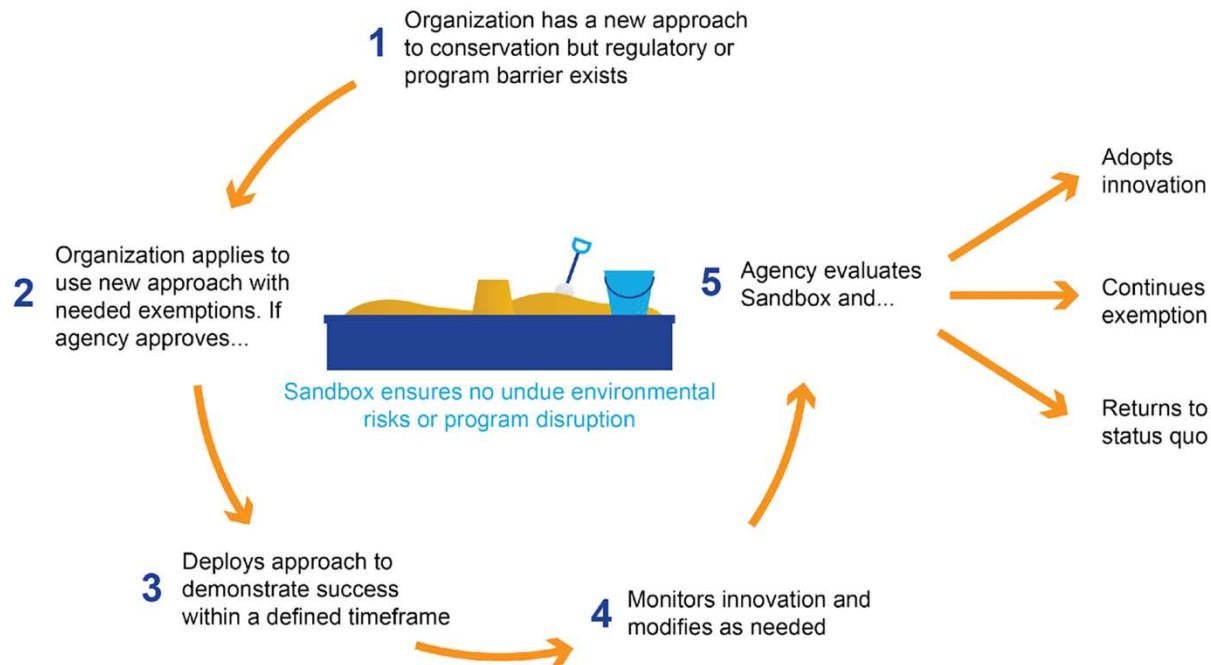 1
Organization has a new approach
to conservation but regulatory or
program barrier exists
2
Organization applies to
use new approach with
needed exemptions. If
agency approves...
Sandbox ensures no undue environmental
risks or program disruption
3
Deploys approach to
demonstrate success
within a defined timeframe
4
Monitors innovation and
modifies as needed
5
Agency evaluates
Sandbox and...
Adopts
innovation
Continues
exemption
Returns to
status quo